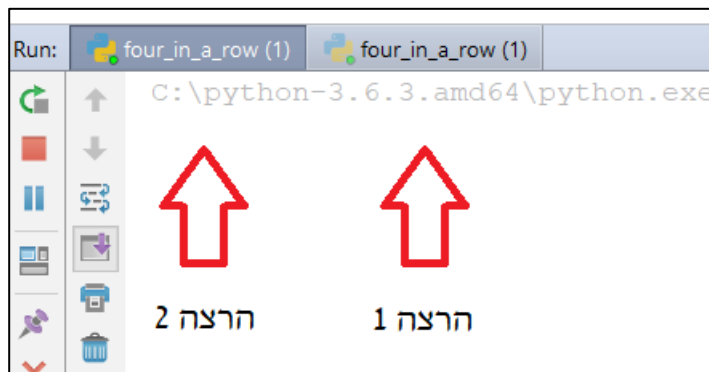 Run: four_in_a_row (1) four_in_a_row (1)
C:\python-3.6.3.amd64\python.exe
הרצה 2 הרצה 1